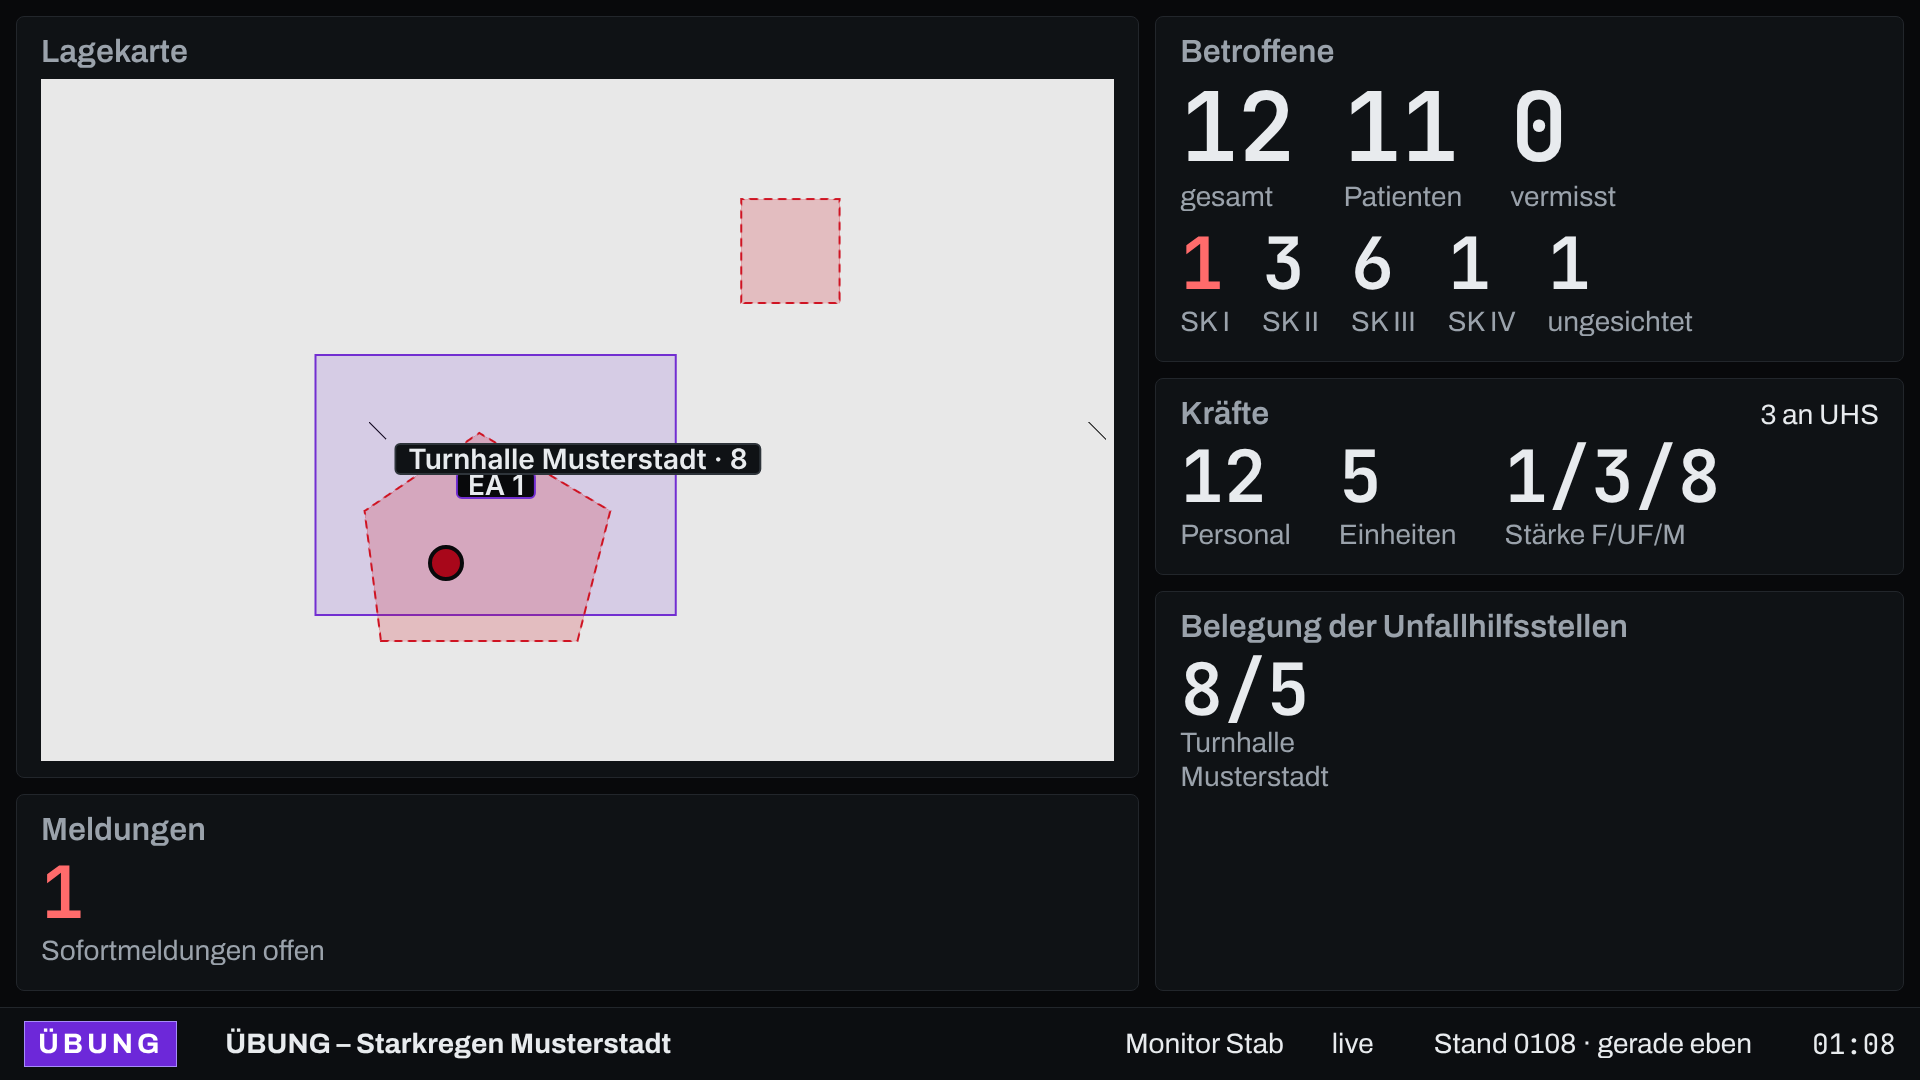 Lagekarte
Turnhalle Musterstadt · 8
EA 1
Meldungen
1
Sofortmeldungen offen
Betroffene
12 11 0
gesamt Patienten vermisst
1 3 6 1 1
SK I SK II SK III SK IV ungesichtet
Kräfte 3 an UHS
12 5 1/3/8
Personal Einheiten Stärke F/UF/M
Belegung der Unfallhilfsstellen
8/5
Turnhalle
Musterstadt
ÜBUNG ÜBUNG – Starkregen Musterstadt Monitor Stab live Stand 0108 · gerade eben 01:08